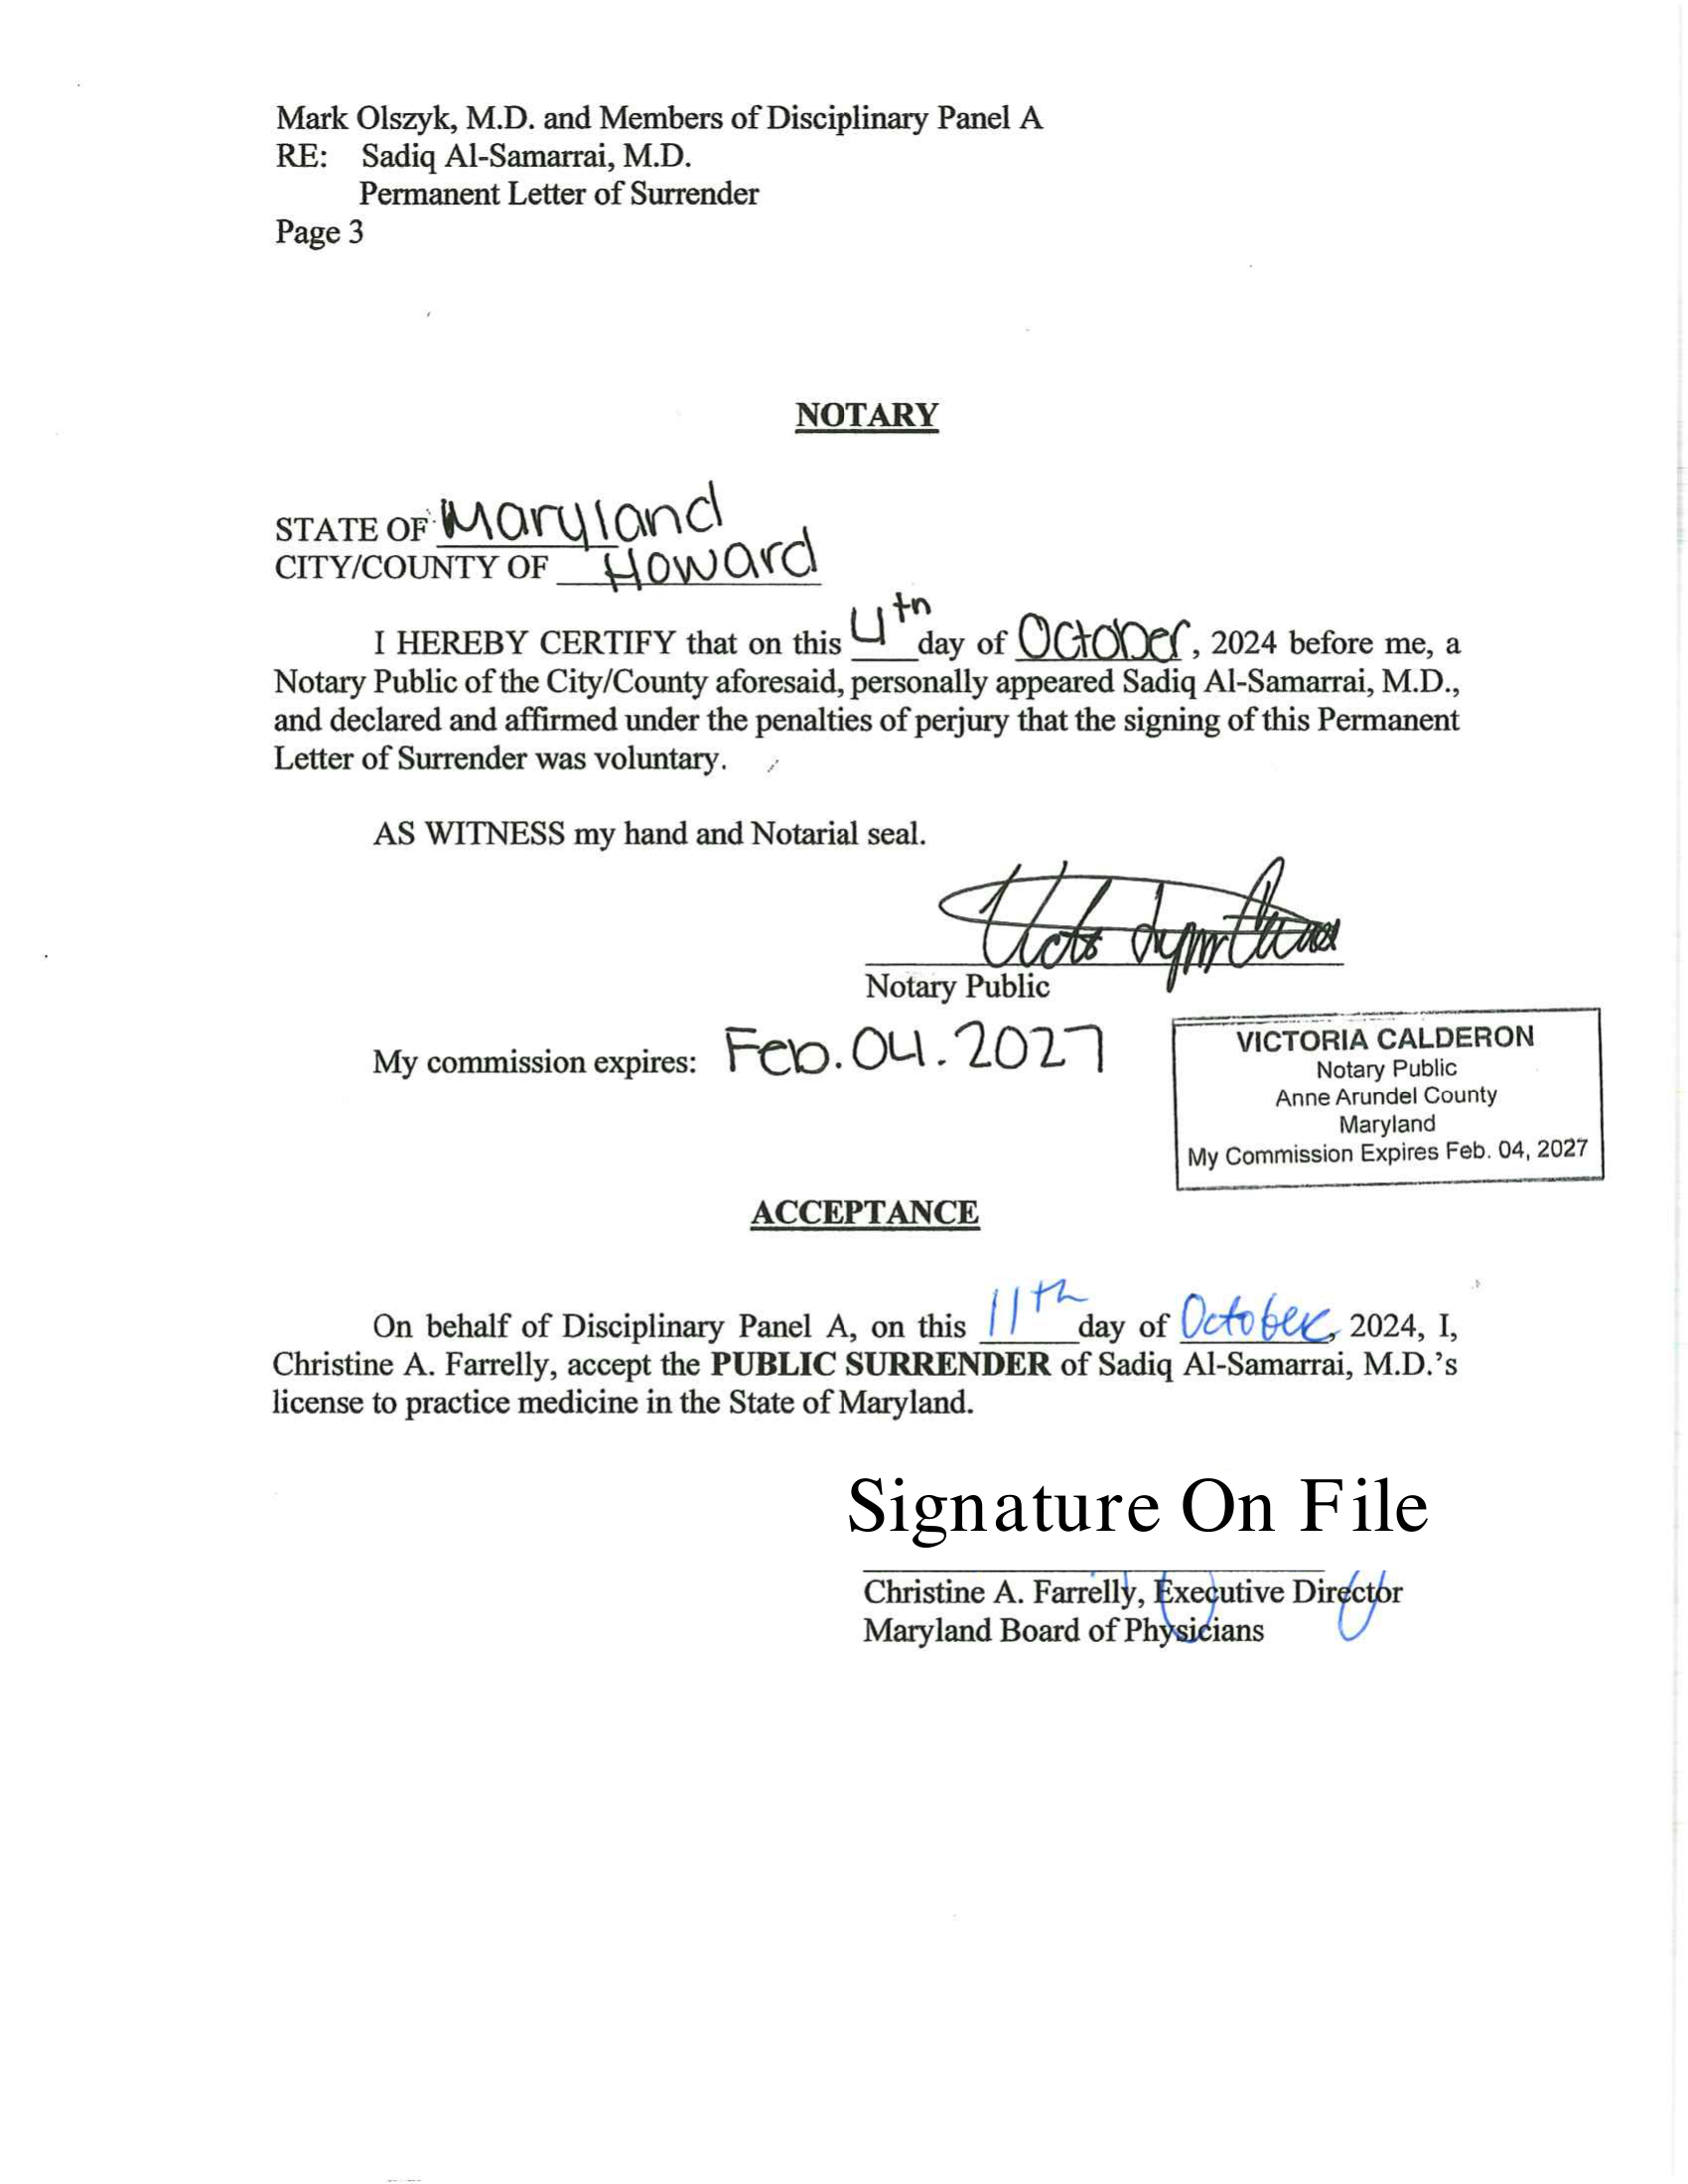 Mark Olszyk, M.D. and Members of Disciplinary Panel A
RE: Sadiq Al-Samarrai, M.D.
Permanent Letter of Surrender
Page 3
NOTARY
STATE OF Maryland
CITY/COUNTY OF Howard
I HEREBY CERTIFY that on this 4th day of October, 2024 before me, a
Notary Public of the City/County aforesaid, personally appeared Sadiq Al-Samarrai, M.D.,
and declared and affirmed under the penalties of perjury that the signing of this Permanent
Letter of Surrender was voluntary.
AS WITNESS my hand and Notarial seal.
Notary Public
My commission expires: Feb. 04. 2027
VICTORIA CALDERON
Notary Public
Anne Arundel County
Maryland
My Commission Expires Feb. 04, 2027
ACCEPTANCE
On behalf of Disciplinary Panel A, on this 11th day of October, 2024, I,
Christine A. Farrelly, accept the PUBLIC SURRENDER of Sadiq Al-Samarrai, M.D.'s
license to practice medicine in the State of Maryland.
Signature On File
Christine A. Farrelly, Executive Director
Maryland Board of Physicians